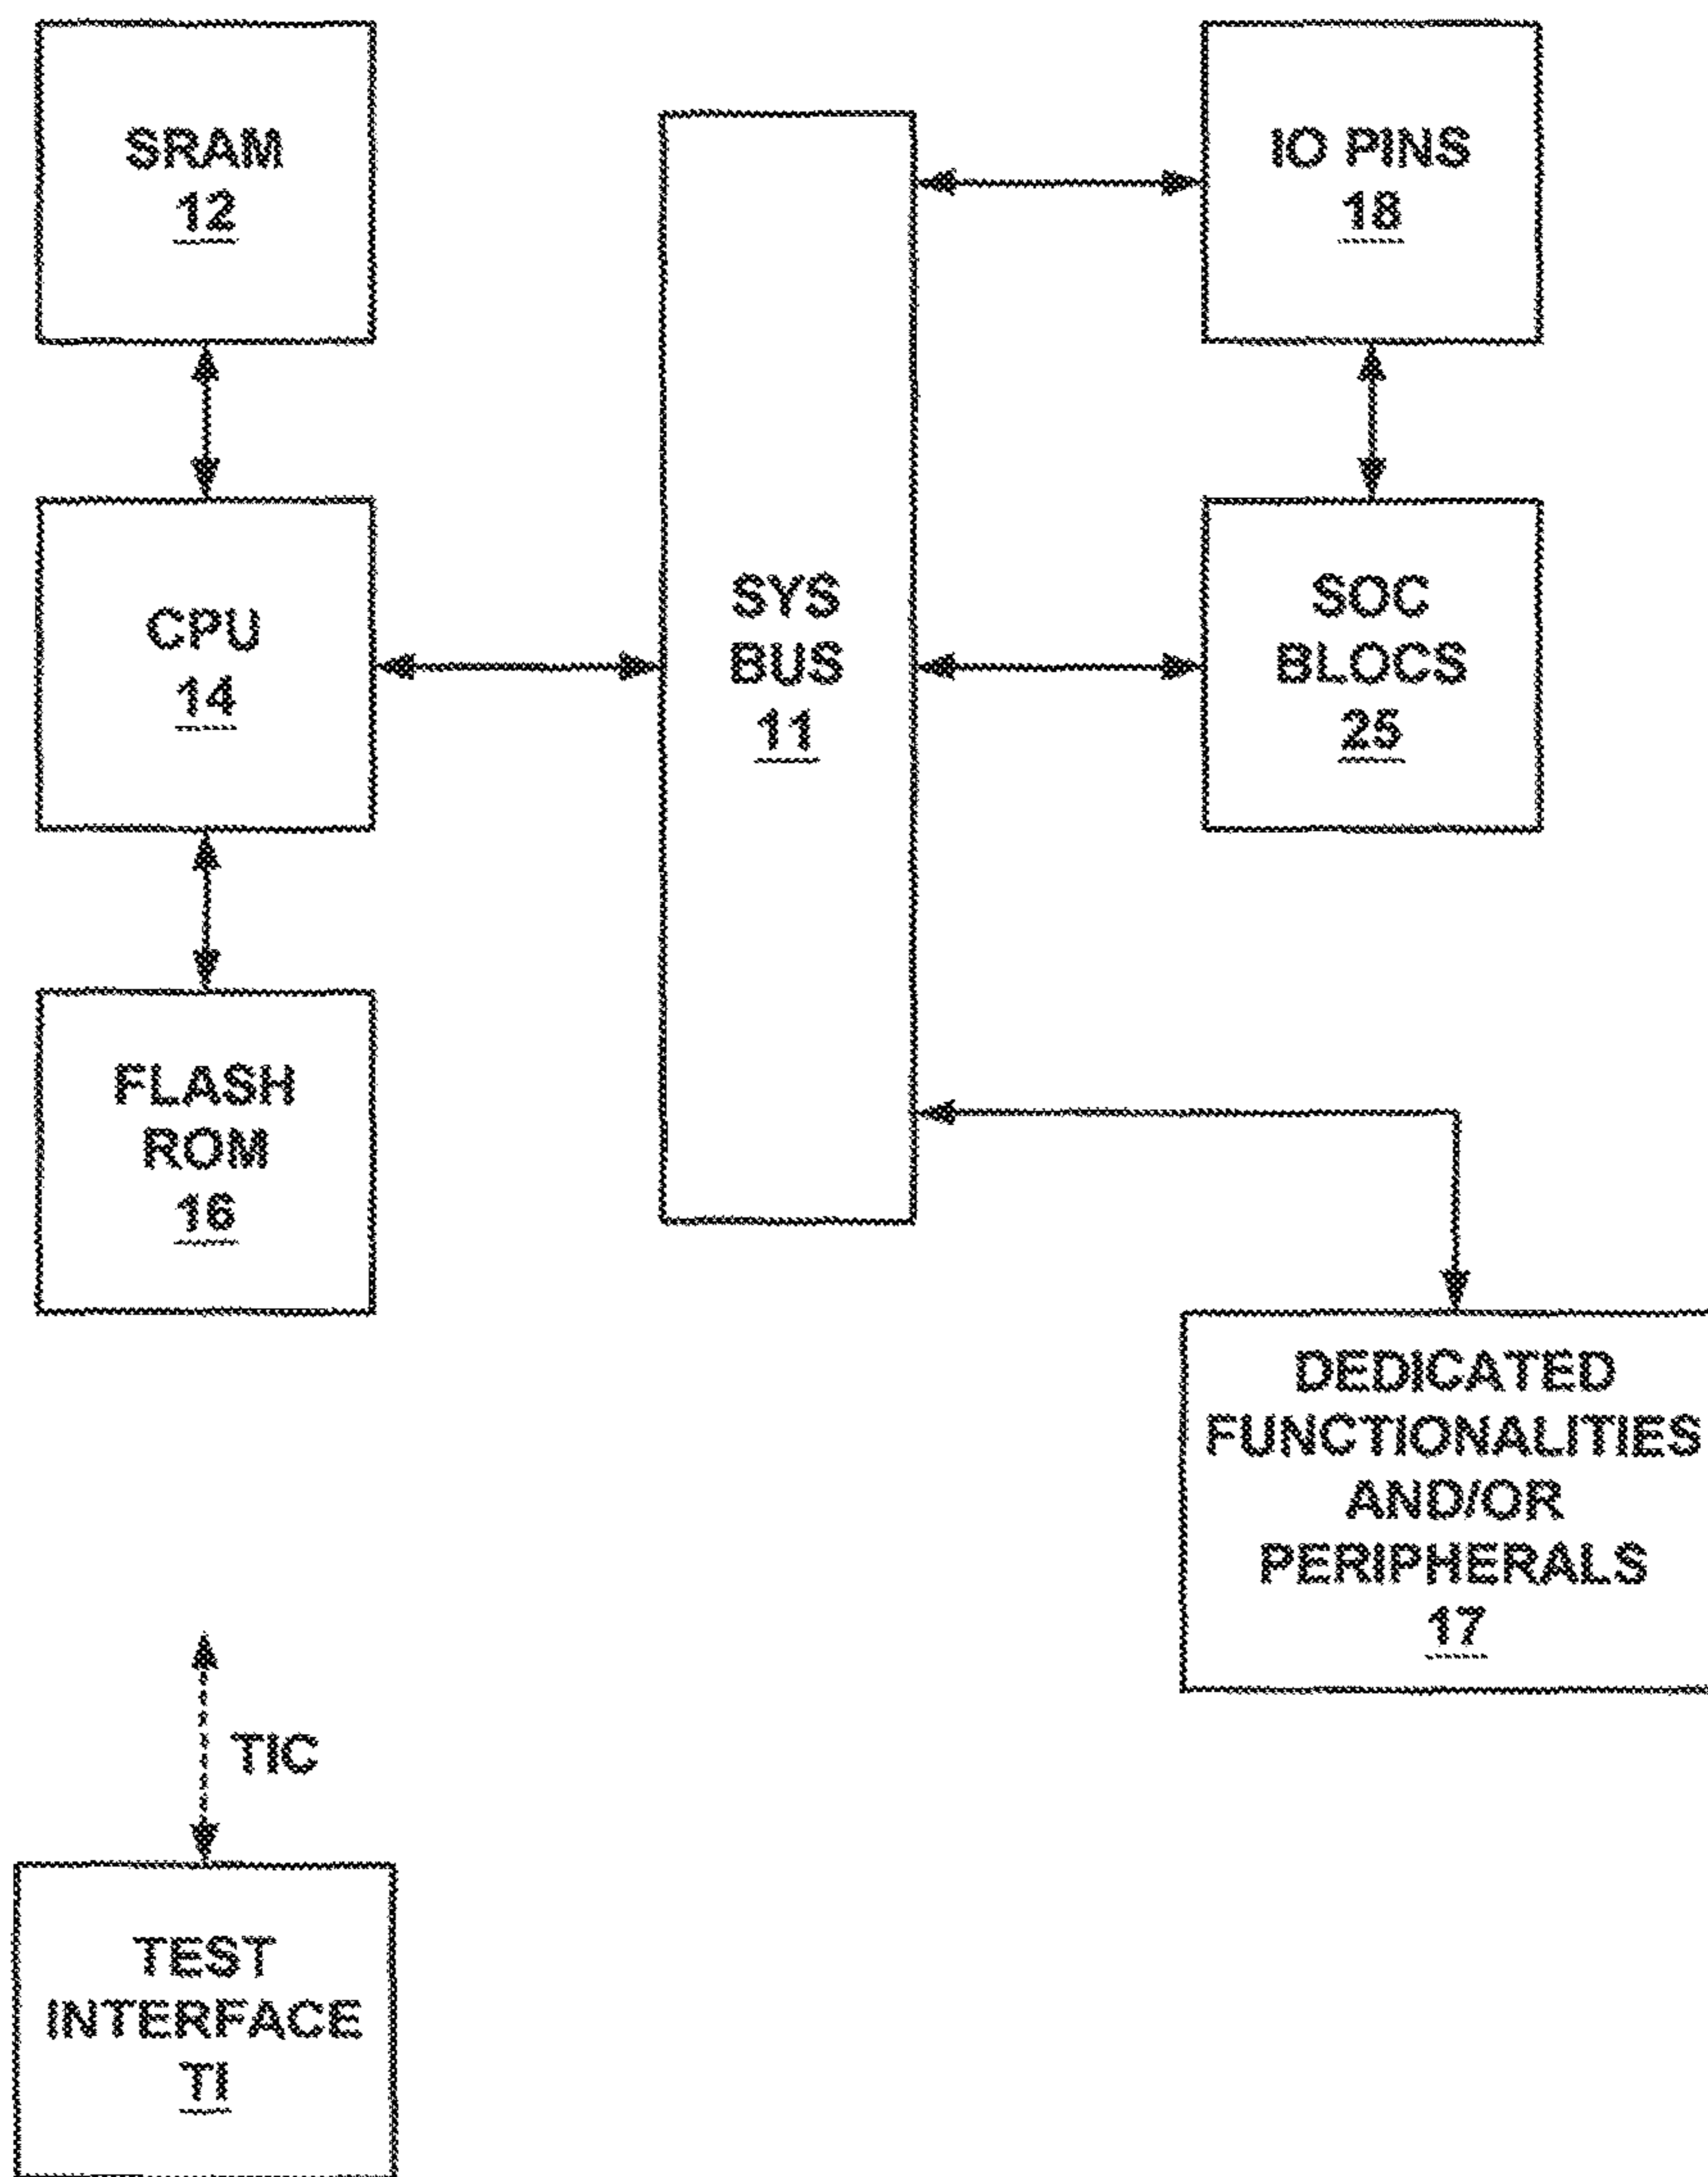 SRAM
12
IO PINS
18
CPU
14
SYS
BUS
11
SOC
BLOCS
25
FLASH
ROM
16
DEDICATED
FUNCTIONALITIES
AND/OR
PERIPHERALS
17
TIC
TEST
INTERFACE
TI